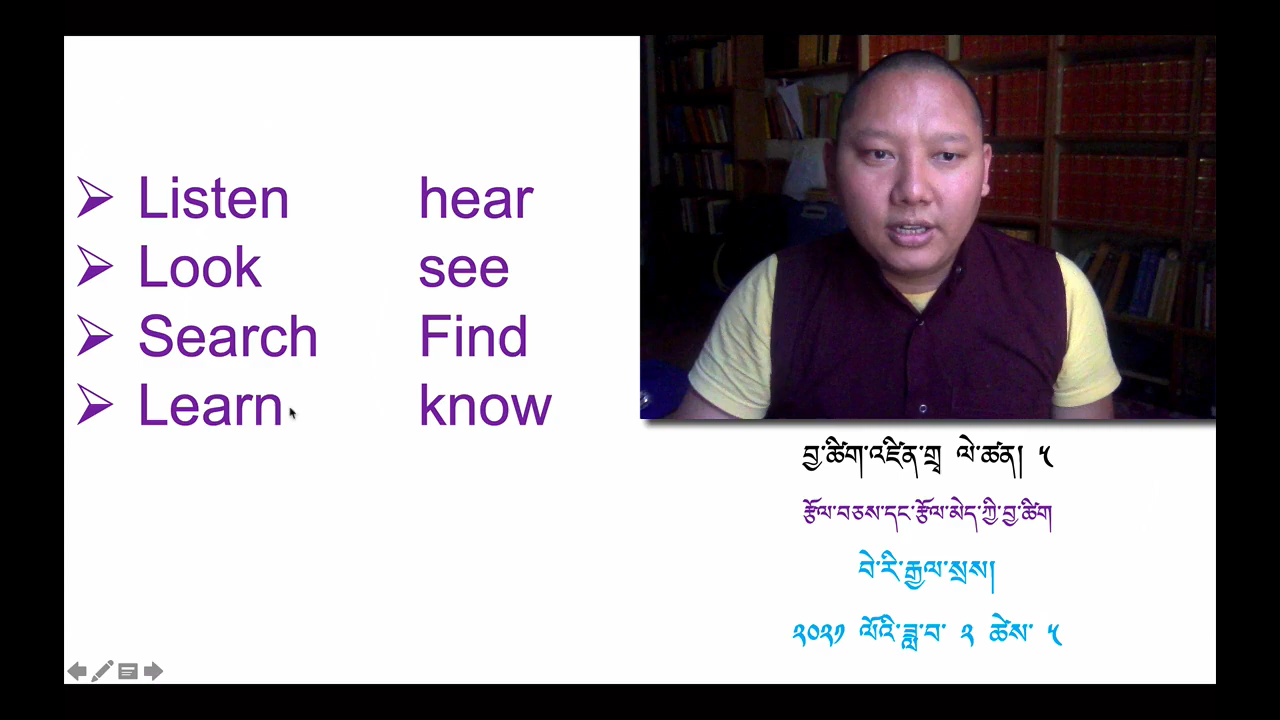 Listen hear
Look see
Search Find
Learn know
བྱ་ཚིག་འཛིན་གྲྭ ལེ་ཚན། ༥
རྩོལ་བཅས་དང་རྩོལ་མེད་ཀྱི་བྱ་ཚིག
བེ་རི་རྒྱལ་སྲས།
༢༠༢༡ ལོའི་ཟླ་བ་ ༢ ཚེས་ ༥